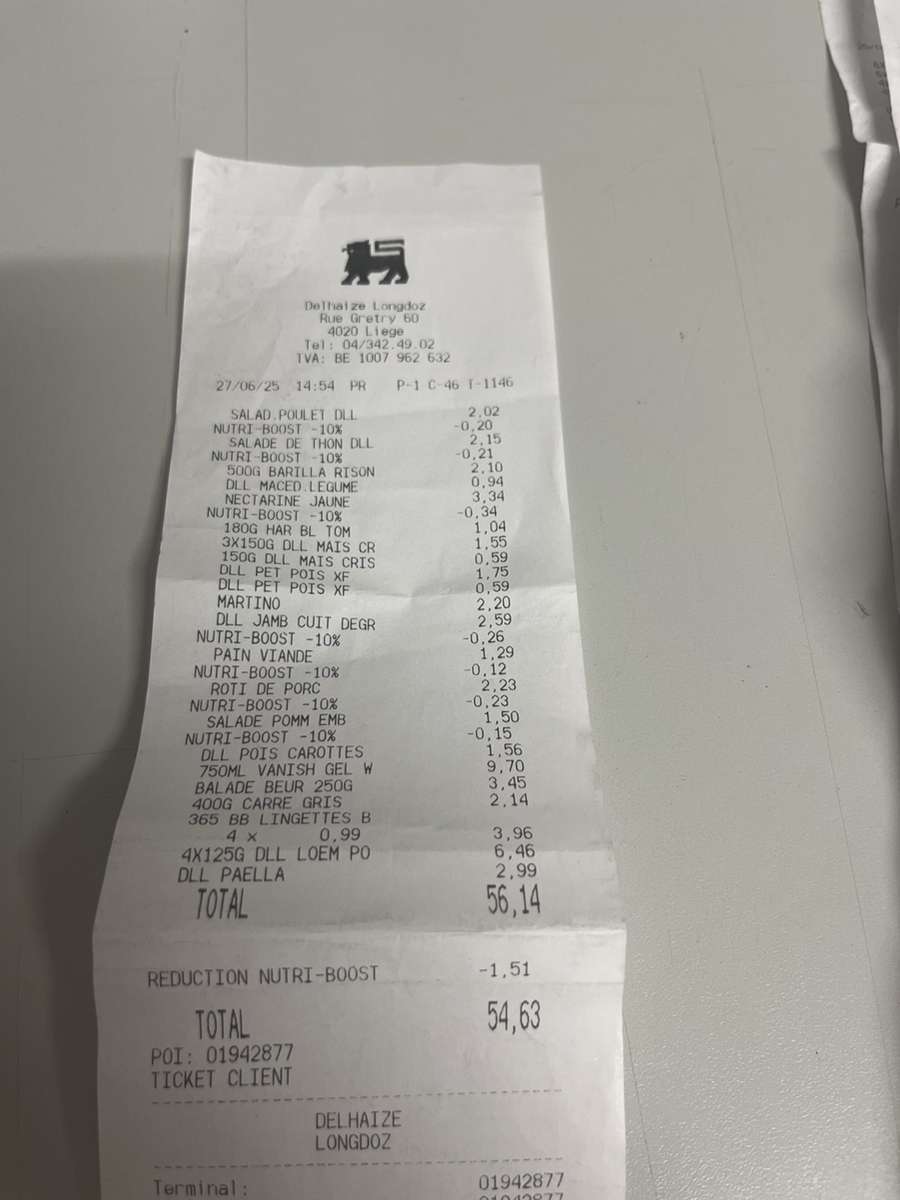 Delhaize Longdoz
Rue Gretry 60
4020 Liege
Tel: 04/342.49.02
TVA: BE 1007 962 632
27/06/25 14:54 PR P-1 C-46 T-1146
SALAD.POULET DLL 2,02
NUTRI-BOOST -10% -0,20
SALADE DE THON DLL 2,15
NUTRI-BOOST -10% -0,21
500G BARILLA RISON 2,10
DLL MACED.LEGUME 0,94
NECTARINE JAUNE 3,34
NUTRI-BOOST -10% -0,34
180G HAR BL TOM 1,04
3X150G DLL MAIS CR 1,55
150G DLL MAIS CRIS 0,59
DLL PET POIS XF 1,75
DLL PET POIS XF 0,59
MARTINO 2,20
DLL JAMB CUIT DEGR 2,59
NUTRI-BOOST -10% -0,26
PAIN VIANDE 1,29
NUTRI-BOOST -10% -0,12
ROTI DE PORC 2,23
NUTRI-BOOST -10% -0,23
SALADE POMM EMB 1,50
NUTRI-BOOST -10% -0,15
DLL POIS CAROTTES 1,56
750ML VANISH GEL W 9,70
BALADE BEUR 250G 3,45
400G CARRE GRIS 2,14
365 BB LINGETTES B
4 x 0,99 3,96
4X125G DLL LOEM PO 6,46
DLL PAELLA 2,99
TOTAL 56,14
REDUCTION NUTRI-BOOST -1,51
TOTAL 54,63
POI: 01942877
TICKET CLIENT
DELHAIZE
LONGDOZ
Terminal: 01942877